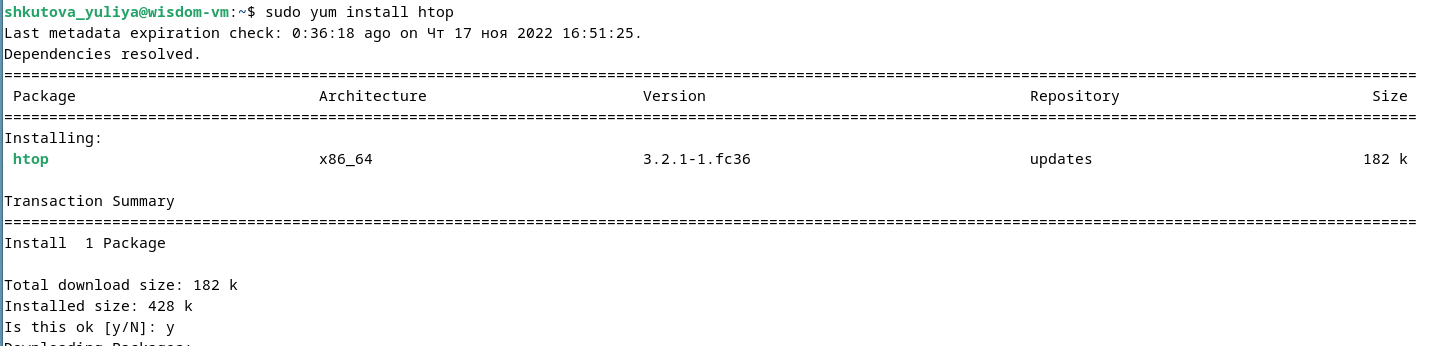 shkutova_yuliya@wisdom-vm:~$ sudo yum install htop
Last metadata expiration check: 0:36:18 ago on Чт 17 ноя 2022 16:51:25.
Dependencies resolved.
================================================================================
Package Architecture Version Repository Size
================================================================================
Installing:
htop x86_64 3.2.1-1.fc36 updates 182 k
Transaction Summary
================================================================================
Install 1 Package
Total download size: 182 k
Installed size: 428 k
Is this ok [y/N]: y
Downloading Packages: